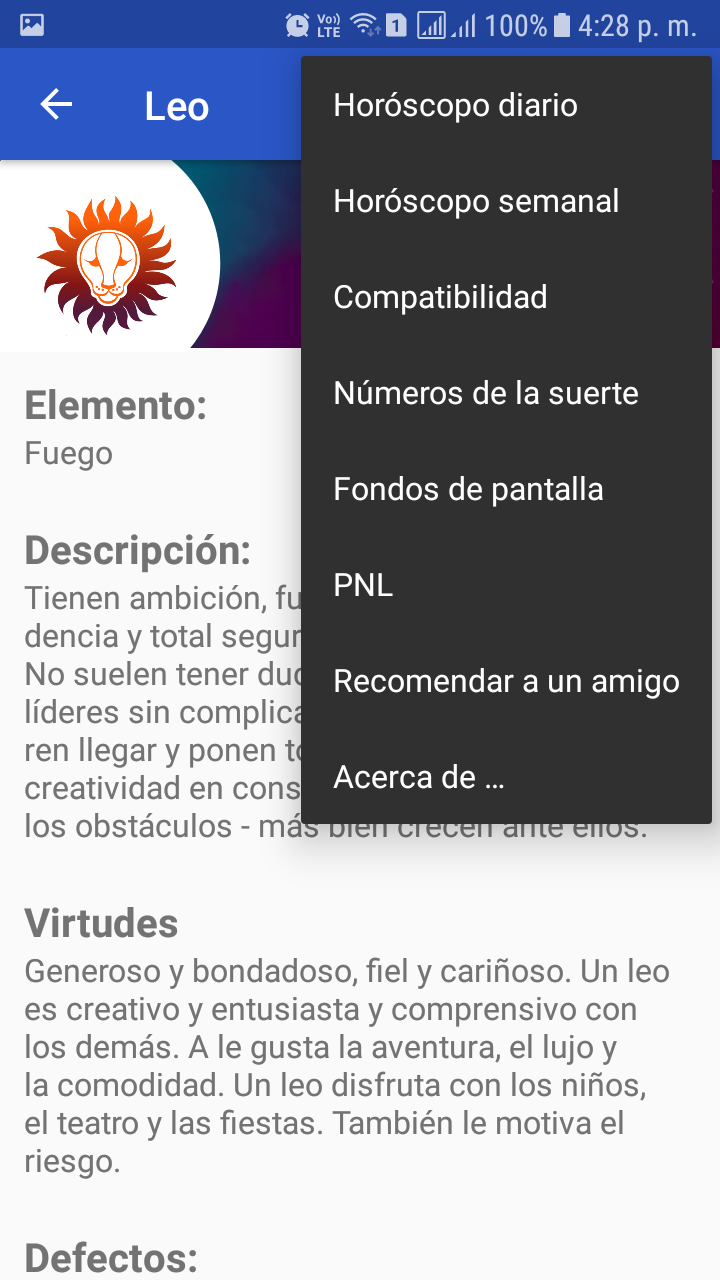 Vo))
LTE
1
100%
4:28 p. m.
Leo
Horóscopo diario
Horóscopo semanal
Compatibilidad
Números de la suerte
Fondos de pantalla
PNL
Recomendar a un amigo
Acerca de ...
Elemento:
Fuego
Descripción:
Tienen ambición, fu
dencia y total segur
No suelen tener
líderes sin complica
ren llegar y ponen
creatividad en cons
los obstáculos - más bien crecen ante ellos.
Virtudes
Generoso y bondadoso, fiel y cariñoso. Un leo
es creativo y entusiasta y comprensivo con
los demás. A le gusta la aventura, el lujo y
la comodidad. Un leo disfruta con los niños,
el teatro y las fiestas. También le motiva el
riesgo.
Defectos: